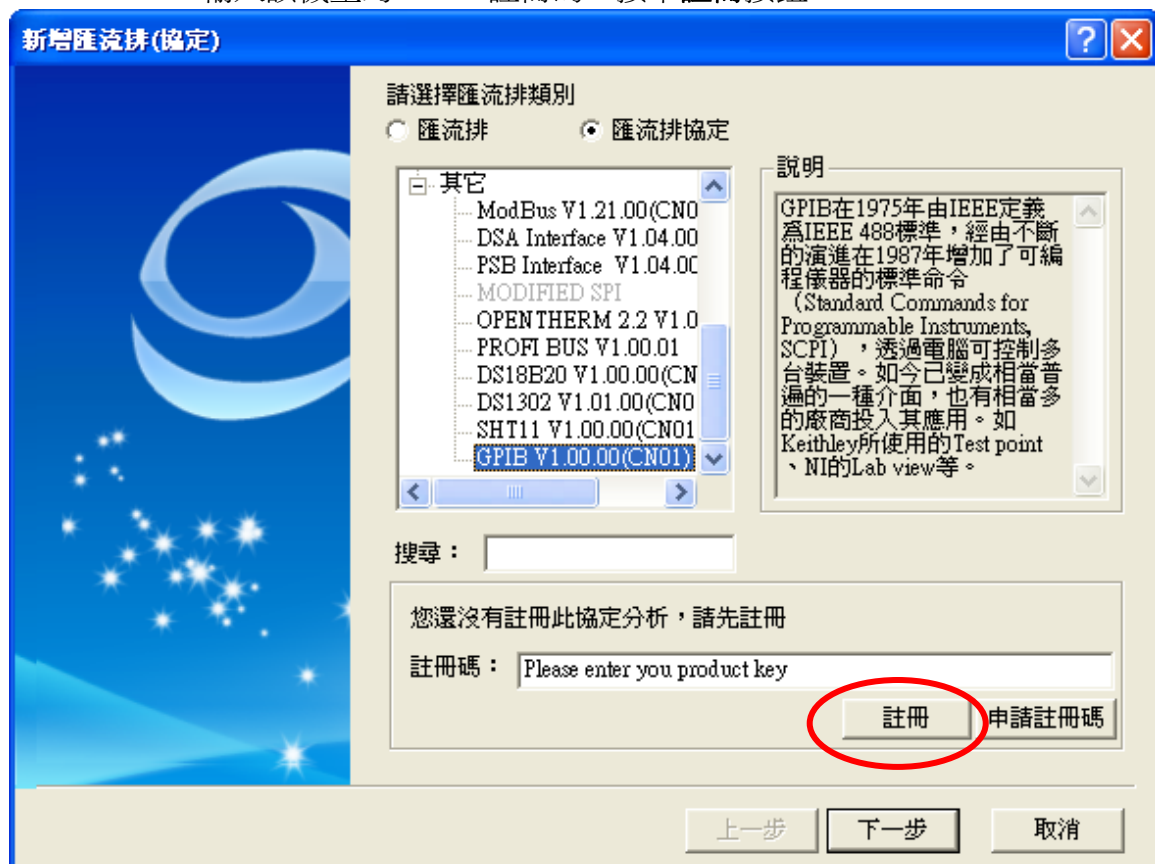 新增匯流排(協定)
請選擇匯流排類別
匯流排
匯流排協定
其它
ModBus V1.21.00(CN0
DSA Interface V1.04.00
PSB Interface V1.04.0
MODIFIED SPI
OPENTHERM 2.2 V1.0
PROFI BUS V1.00.01
DS18B20 V1.00.00(CN
DS1302 V1.01.00(CN0
SHT11 V1.00.00(CN01
GPIB V1.00.00(CN01)
說明
GPIB在1975年由IEEE定義
為IEEE 488標準，經由不斷
的演進在1987年增加了可編
程儀器的標準命令
（Standard Commands for
Programmable Instruments,
SCPI），透過電腦可控制多
台裝置。如今已變成相當普
遍的一種介面，也有相當多
的廠商投入其應用。如
Keithley所使用的Test point
、NI的Lab view等。
搜尋：
您還沒有註冊此協定分析，請先註冊
註冊碼：
Please enter you product key
註冊
申請註冊碼
上一步
下一步
取消